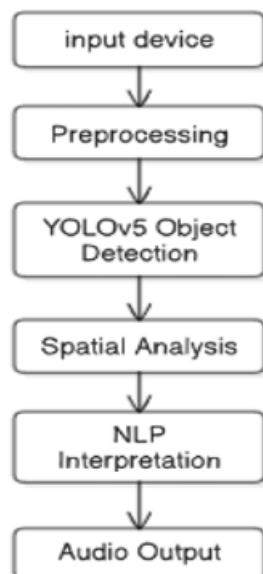 input device
Preprocessing
YOLOv5 Object
Detection
Spatial Analysis
NLP
Interpretation
Audio Output